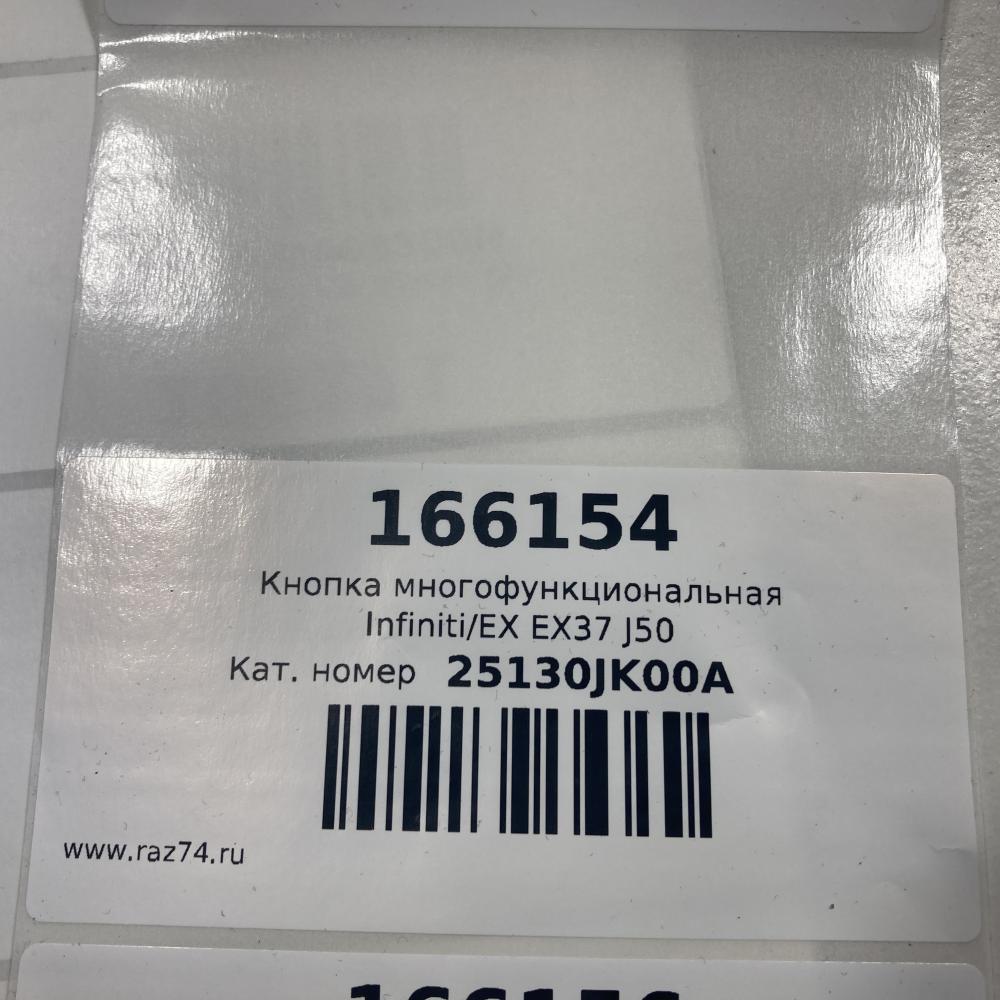 166154
Кнопка многофункциональная
Infiniti/EX EX37 J50
Кат. номер 25130JK00A
www.raz74.ru